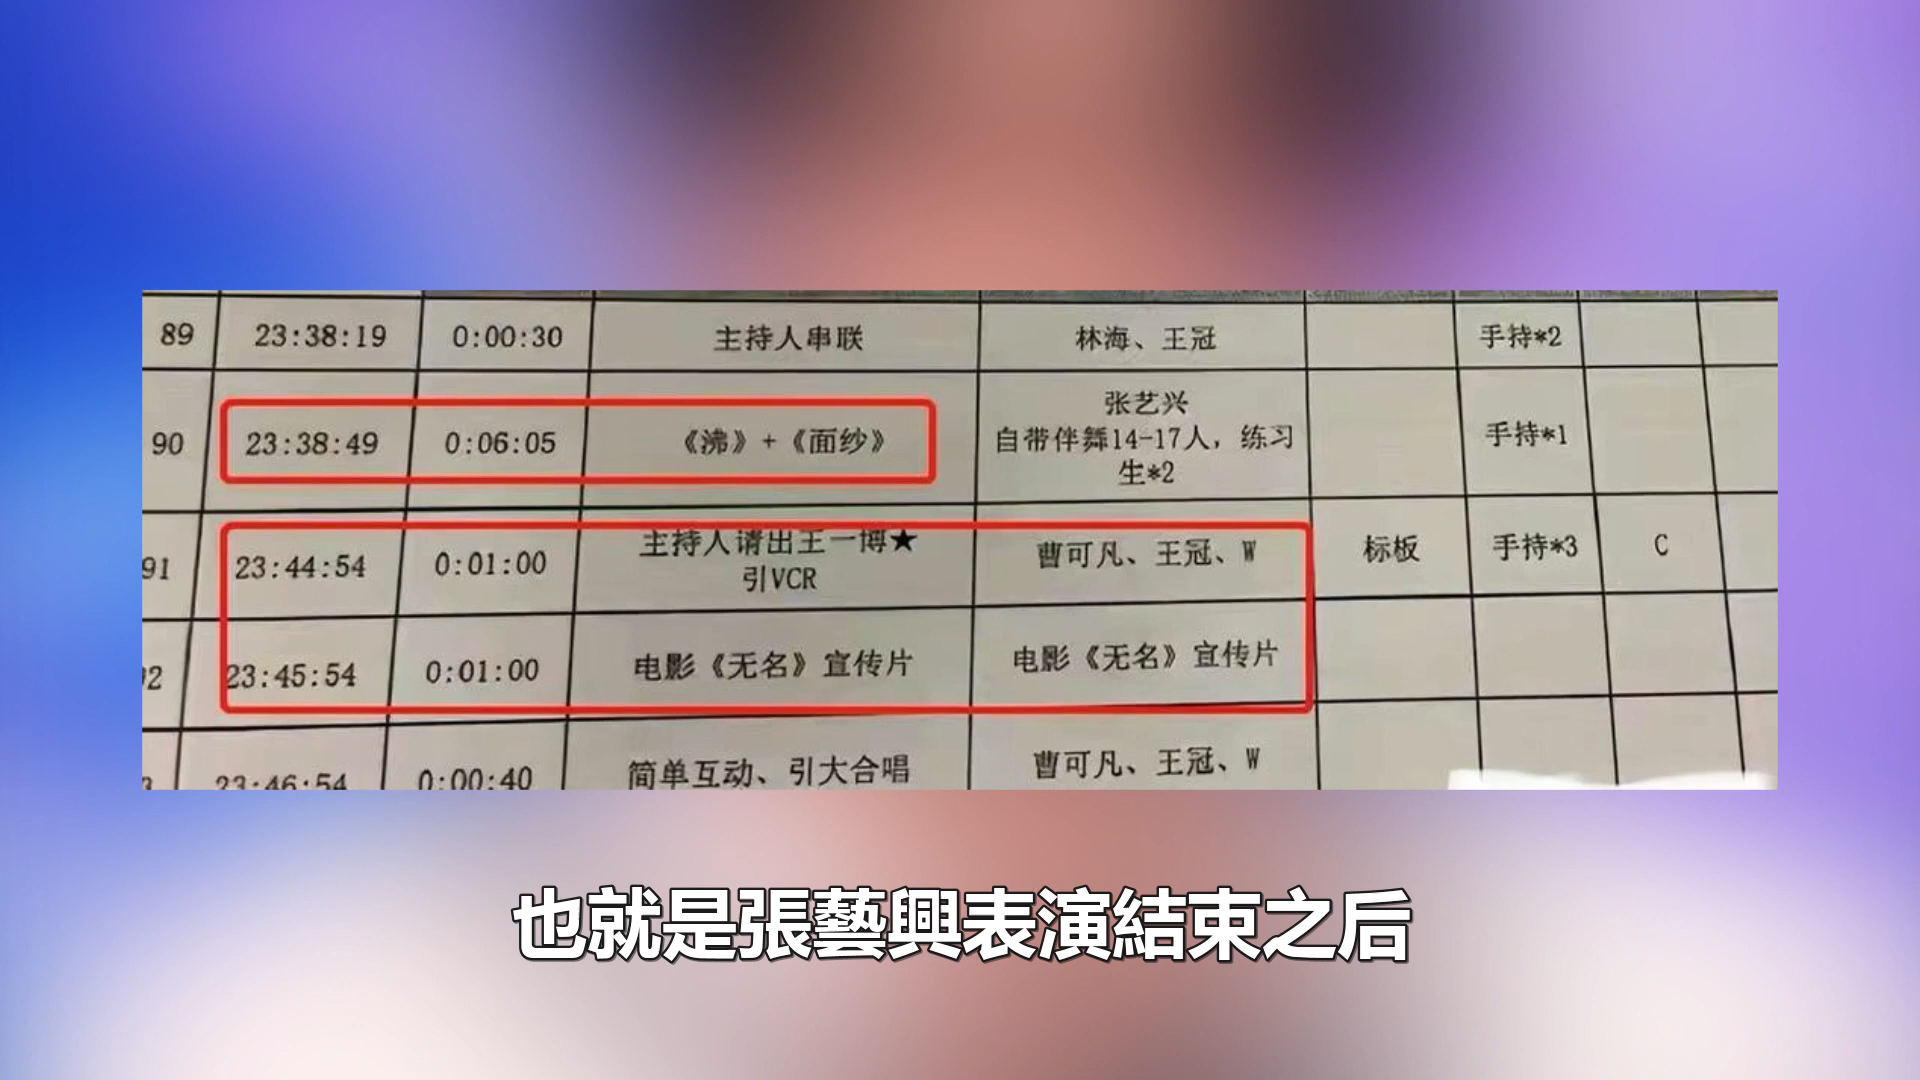 89 23:38:19 0:00:30 主持人串联 林海、王冠 手持*2
90 23:38:49 0:06:05 《沸》+《面纱》 张艺兴
自带伴舞14-17人，练习
生*2 手持*1
91 23:44:54 0:01:00 主持人请出王一博★
引VCR 曹可凡、王冠、W 标板 手持*3 C
23:45:54 0:01:00 电影《无名》宣传片 电影《无名》宣传片
23:46:54 0:00:40 简单互动、引大合唱 曹可凡、王冠、W
也就是張藝興表演結束之后